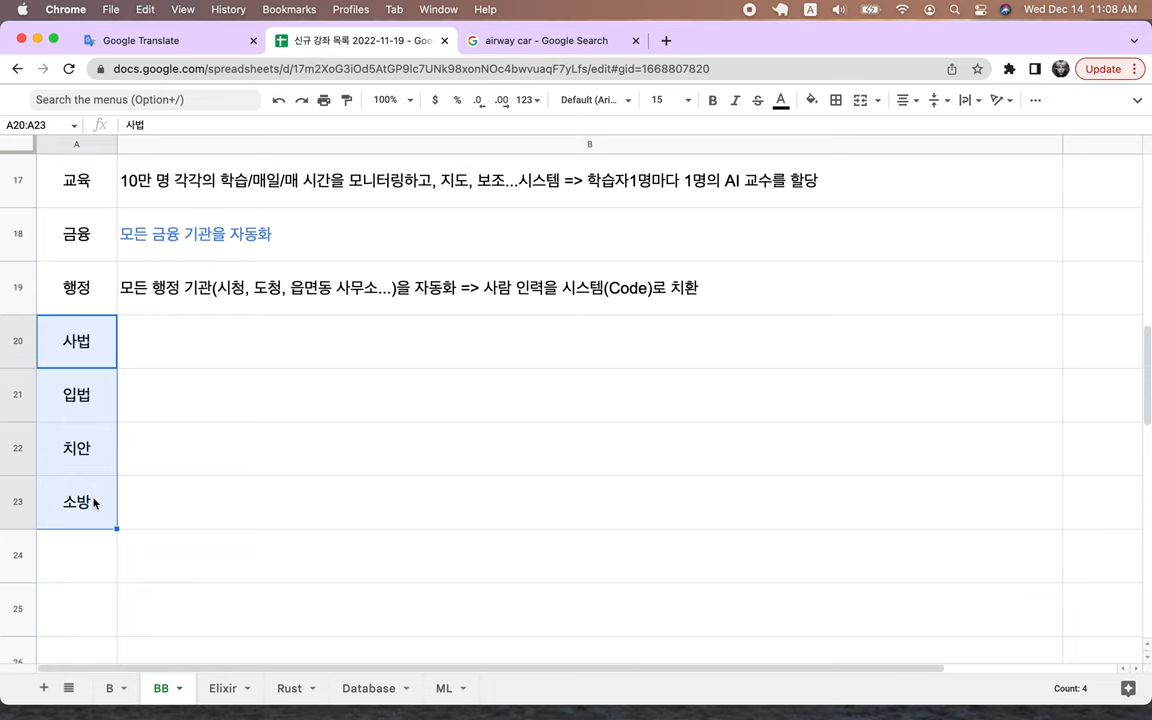 Chrome File Edit View History Bookmarks Profiles Tab Window Help A Wed Dec 14 11:08 AM
Google Translate 신규 강좌 목록 2022-11-19 - Goo airway car - Google Search
docs.google.com/spreadsheets/d/17m2XoG3iOd5AtGP9lc7UNk98xonNOc4bwvuaqF7yLfs/edit#gid=1668807820 Update
Search the menus (Option+/) 100% $ % .0 .00 123 Default (Ari... 15 B I S A
A20:A23 fx 사법
A B
17 교육 10만 명 각각의 학습/매일/매 시간을 모니터링하고, 지도, 보조...시스템 => 학습자1명마다 1명의 AI 교수를 할당
18 금융 모든 금융 기관을 자동화
19 행정 모든 행정 기관(시청, 도청, 읍면동 사무소...)을 자동화 => 사람 인력을 시스템(Code)로 치환
20 사법
21 입법
22 치안
23 소방
24
25
26
B BB Elixir Rust Database ML Count: 4